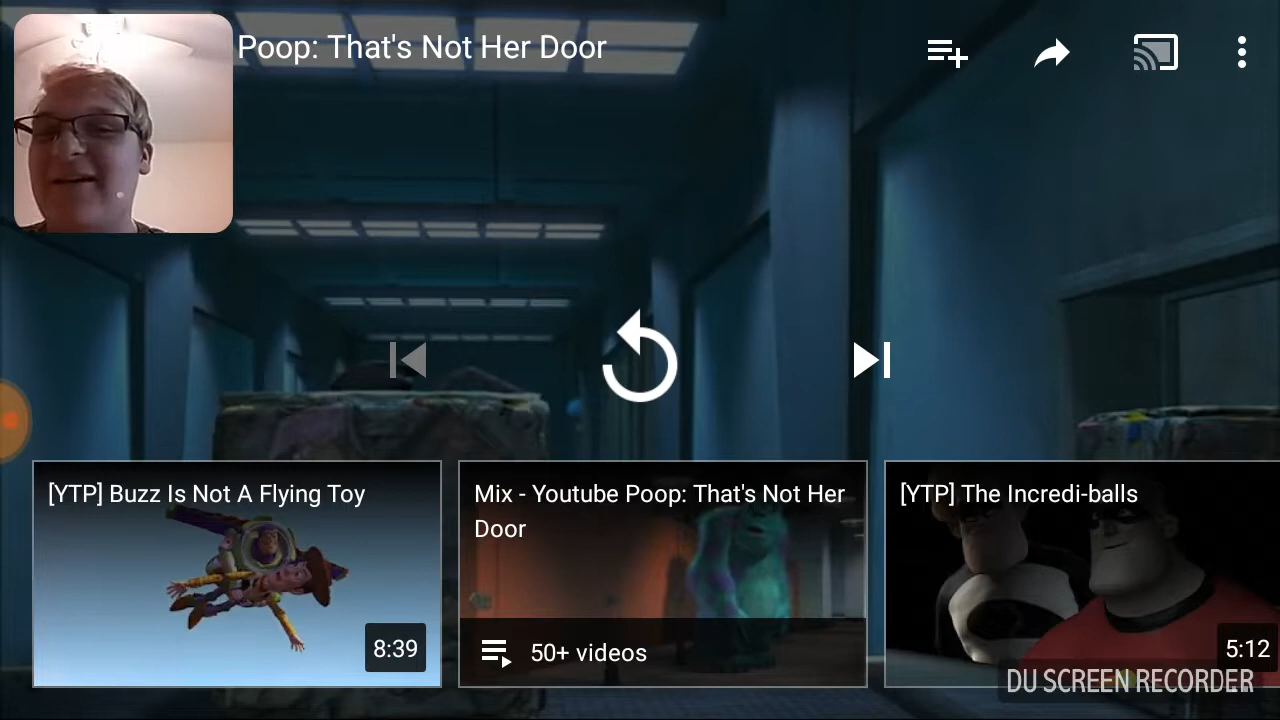 Poop: That's Not Her Door
[YTP] Buzz Is Not A Flying Toy
8:39
Mix - Youtube Poop: That's Not Her
Door
50+ videos
[YTP] The Incredi-balls
5:12
DU SCREEN RECORDER